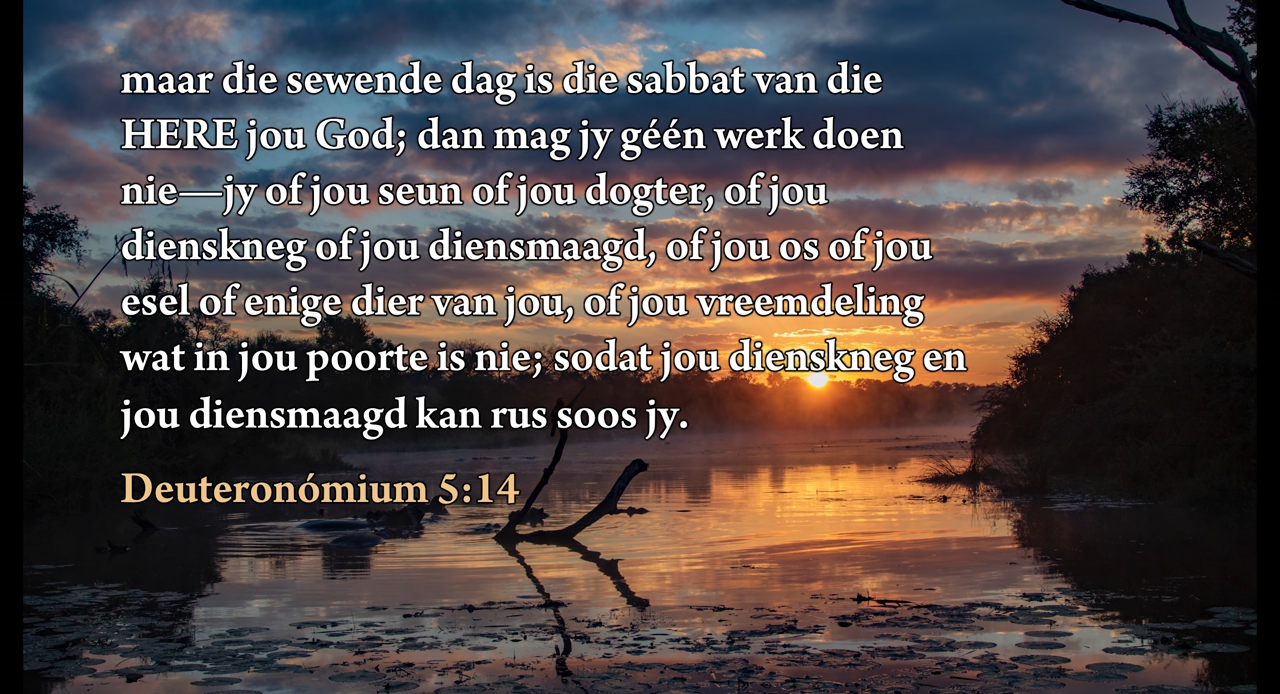 maar die sewende dag is die sabbat van die
HERE jou God; dan mag jy géén werk doen
nie—jy of jou seun of jou dogter, of jou
dienskneg of jou diensmaagd, of jou os of jou
esel of enige dier van jou, of jou vreemdeling
wat in jou poorte is nie; sodat jou dienskneg en
jou diensmaagd kan rus soos jy.
Deuteronómium 5:14